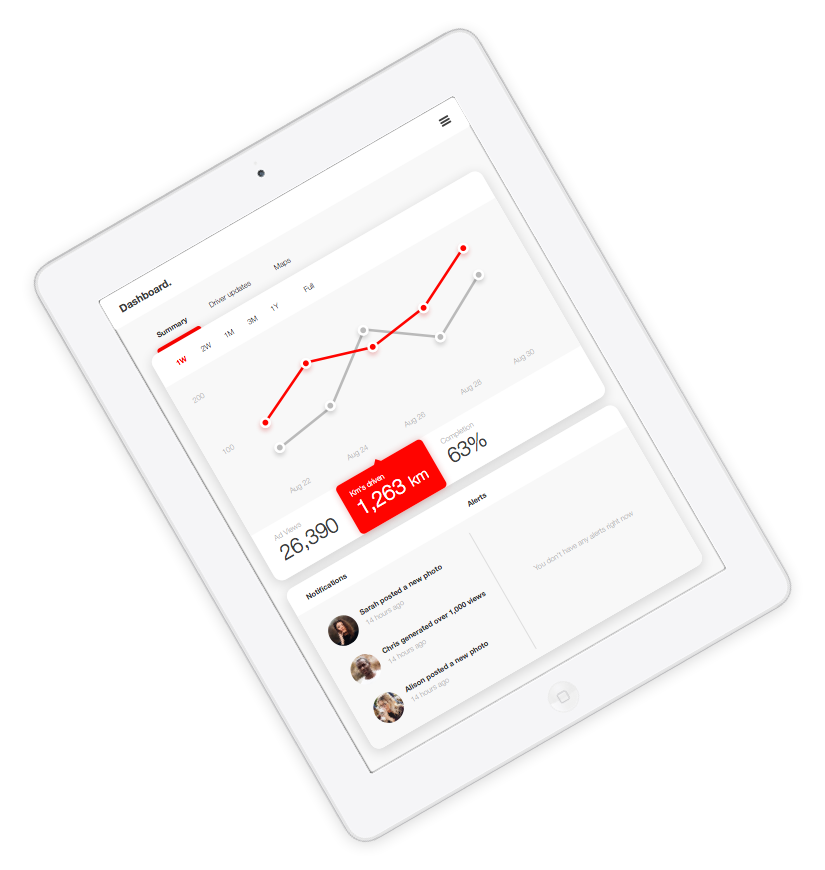 Dashboard.
Summary
Driver updates
Maps
1W
2W
1M
3M
1Y
Full
200
100
Aug 22
Aug 24
Aug 26
Aug 28
Aug 30
Ad Views
26,390
Km's driven
1,263 km
Completion
63%
Notifications
Sarah posted a new photo
14 hours ago
Chris generated over 1,000 views
14 hours ago
Alison posted a new photo
14 hours ago
Alerts
You don't have any alerts right now